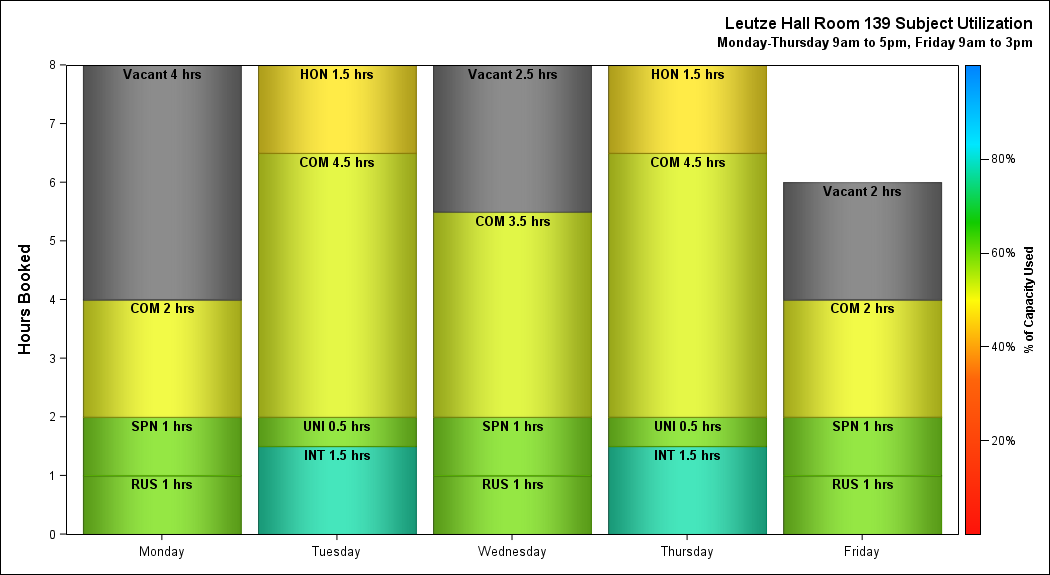 Leutze Hall Room 139 Subject Utilization
Monday-Thursday 9am to 5pm, Friday 9am to 3pm
Hours Booked
8
7
6
5
4
3
2
1
0
Vacant 4 hrs
COM 2 hrs
SPN 1 hrs
RUS 1 hrs
HON 1.5 hrs
COM 4.5 hrs
UNI 0.5 hrs
INT 1.5 hrs
Vacant 2.5 hrs
COM 3.5 hrs
SPN 1 hrs
RUS 1 hrs
HON 1.5 hrs
COM 4.5 hrs
UNI 0.5 hrs
INT 1.5 hrs
Vacant 2 hrs
COM 2 hrs
SPN 1 hrs
RUS 1 hrs
Monday
Tuesday
Wednesday
Thursday
Friday
80%
60%
40%
20%
% of Capacity Used